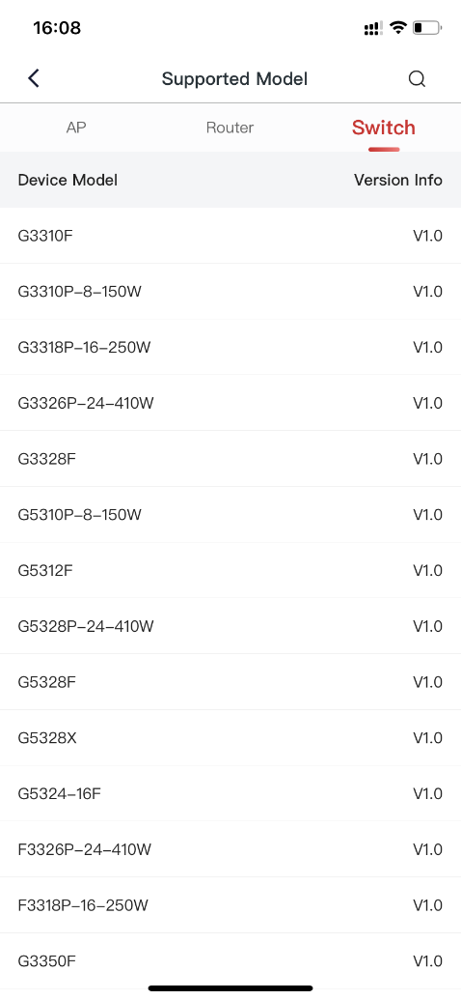 16:08
Supported Model
AP Router Switch
Device Model Version Info
G3310F V1.0
G3310P-8-150W V1.0
G3318P-16-250W V1.0
G3326P-24-410W V1.0
G3328F V1.0
G5310P-8-150W V1.0
G5312F V1.0
G5328P-24-410W V1.0
G5328F V1.0
G5328X V1.0
G5324-16F V1.0
F3326P-24-410W V1.0
F3318P-16-250W V1.0
G3350F V1.0